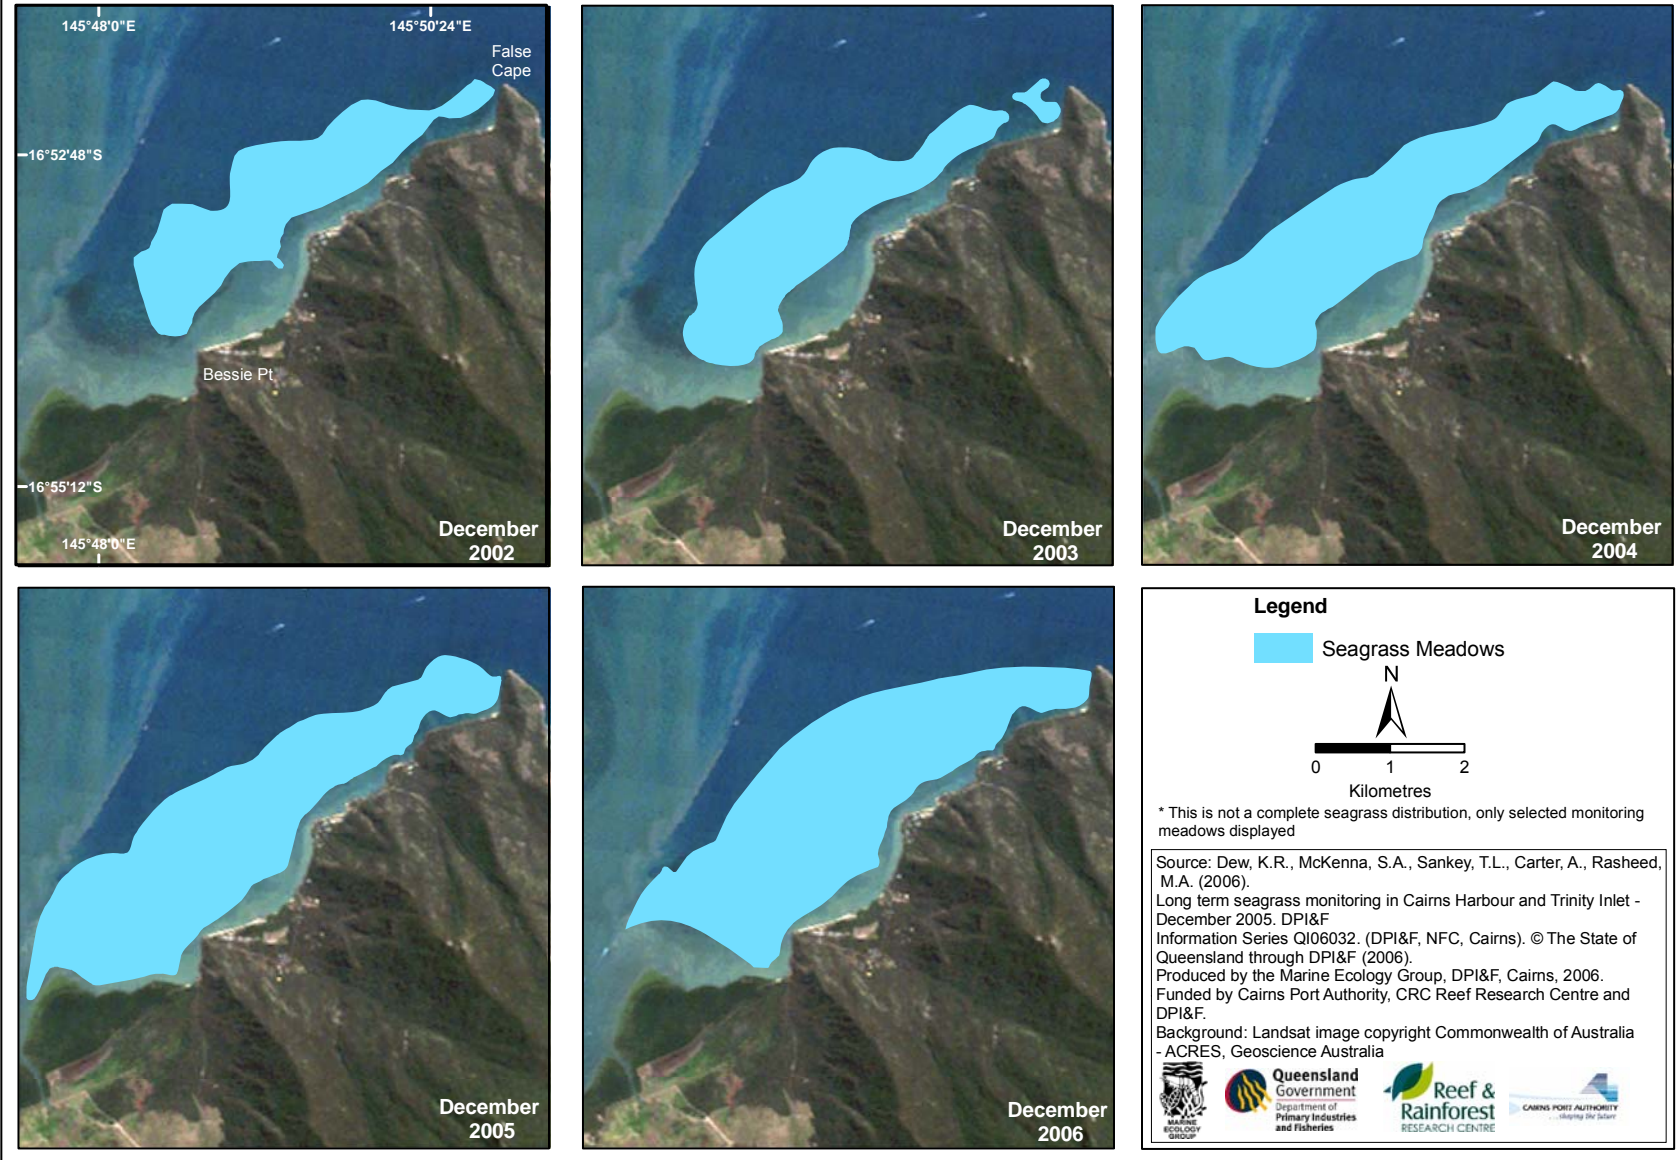 145°48'0"E
145°50'24"E
False
Cape
16°52'48"S
Bessie Pt
16°55'12"S
145°48'0"E
December
2002
December
2003
December
2004
December
2005
December
2006
Legend
Seagrass Meadows
N
0 1 2
Kilometres
* This is not a complete seagrass distribution, only selected monitoring
meadows displayed
Source: Dew, K.R., McKenna, S.A., Sankey, T.L., Carter, A., Rasheed,
M.A. (2006).
Long term seagrass monitoring in Cairns Harbour and Trinity Inlet -
December 2005. DPI&F
Information Series QI06032. (DPI&F, NFC, Cairns). © The State of
Queensland through DPI&F (2006).
Produced by the Marine Ecology Group, DPI&F, Cairns, 2006.
Funded by Cairns Port Authority, CRC Reef Research Centre and
DPI&F.
Background: Landsat image copyright Commonwealth of Australia
- ACRES, Geoscience Australia
MARINE
ECOLOGY
GROUP
Queensland
Government
Department of
Primary Industries
and Fisheries
Reef &
Rainforest
RESEARCH CENTRE
CAIRNS PORT AUTHORITY
...shaping the future